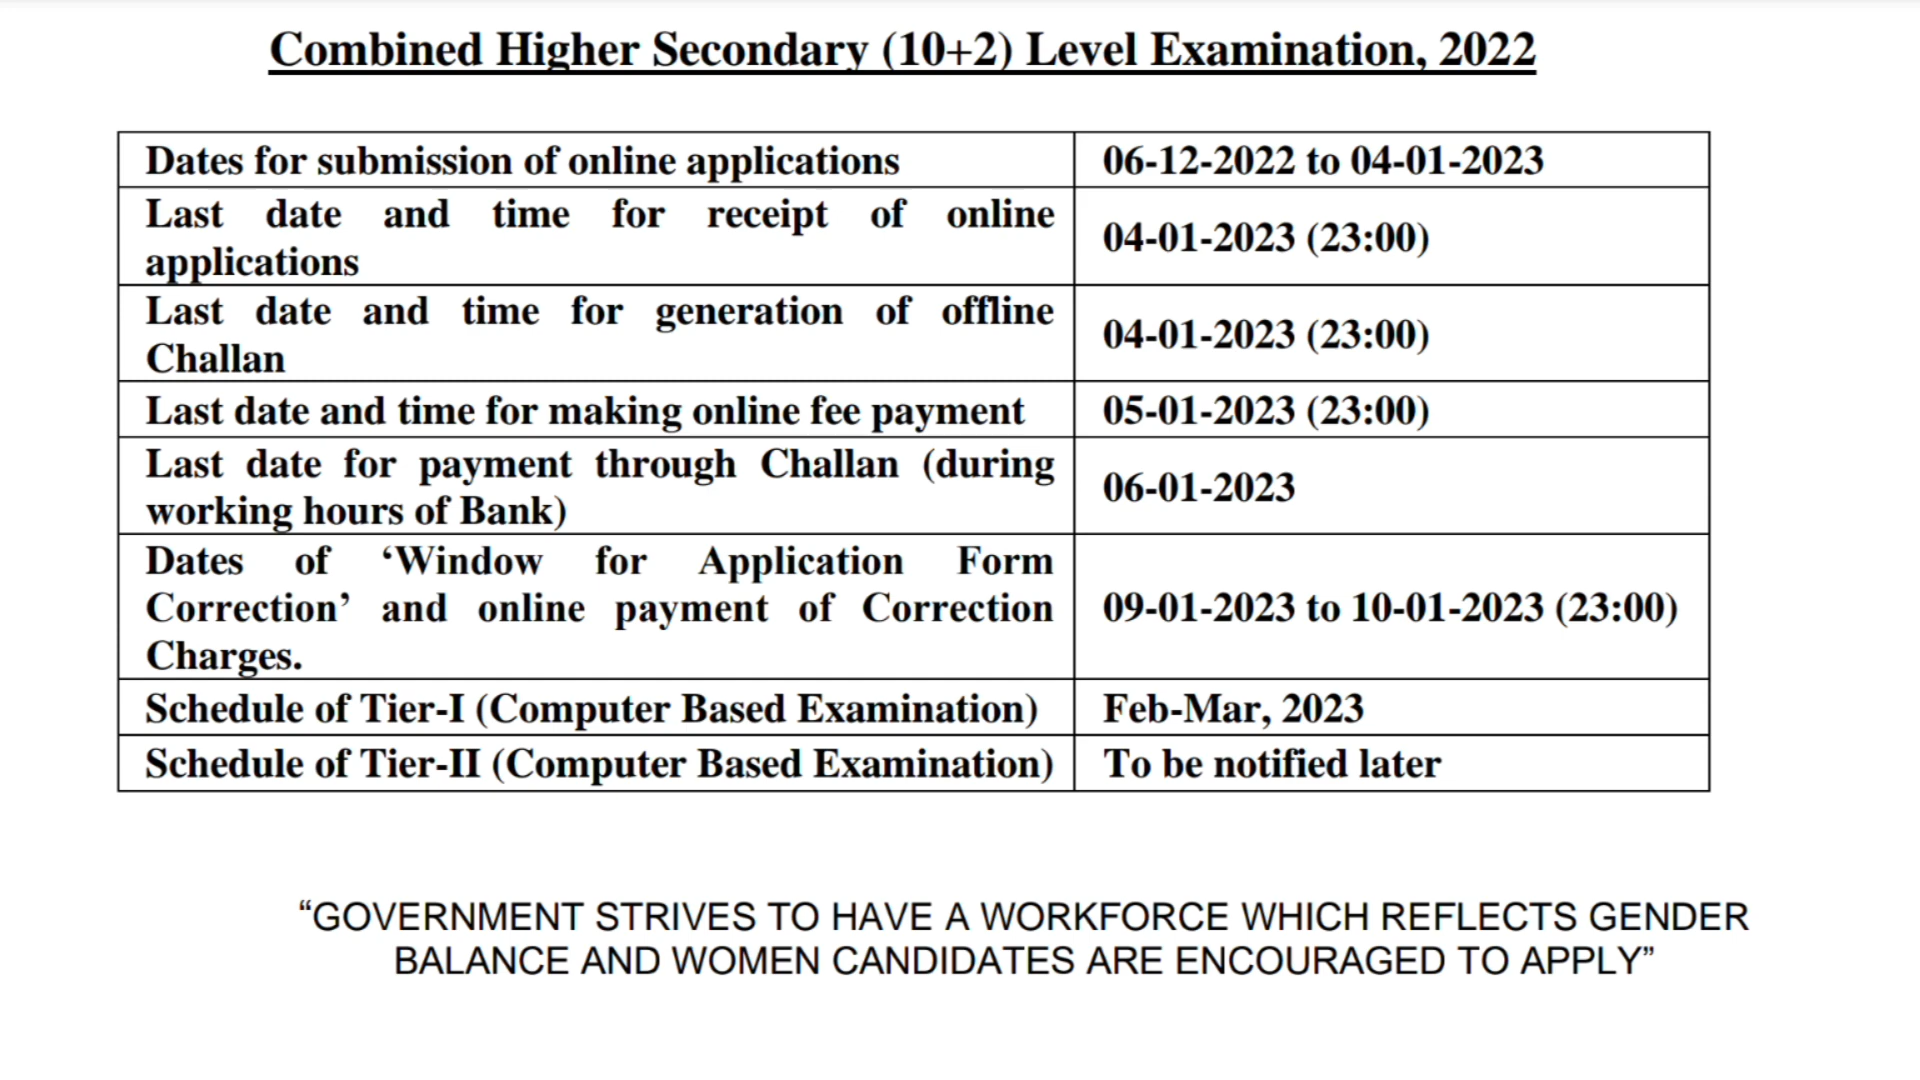 Combined Higher Secondary (10+2) Level Examination, 2022
Dates for submission of online applications
06-12-2022 to 04-01-2023
Last date and time for receipt of online
applications
04-01-2023 (23:00)
Last date and time for generation of offline
Challan
04-01-2023 (23:00)
Last date and time for making online fee payment
05-01-2023 (23:00)
Last date for payment through Challan (during
working hours of Bank)
06-01-2023
Dates of ‘Window for Application Form
Correction’ and online payment of Correction
Charges.
09-01-2023 to 10-01-2023 (23:00)
Schedule of Tier-I (Computer Based Examination)
Feb-Mar, 2023
Schedule of Tier-II (Computer Based Examination)
To be notified later
“GOVERNMENT STRIVES TO HAVE A WORKFORCE WHICH REFLECTS GENDER
BALANCE AND WOMEN CANDIDATES ARE ENCOURAGED TO APPLY”